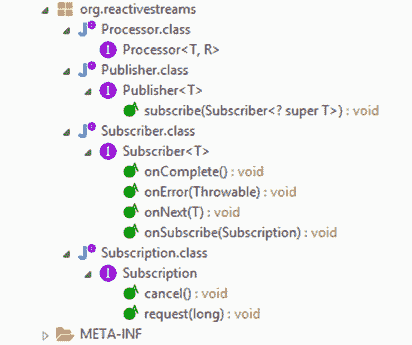 org.reactivestreams
Processor.class
Processor<T, R>
Publisher.class
Publisher<T>
subscribe(Subscriber<? super T>) : void
Subscriber.class
Subscriber<T>
onComplete() : void
onError(Throwable) : void
onNext(T) : void
onSubscribe(Subscription) : void
Subscription.class
Subscription
cancel() : void
request(long) : void
META-INF